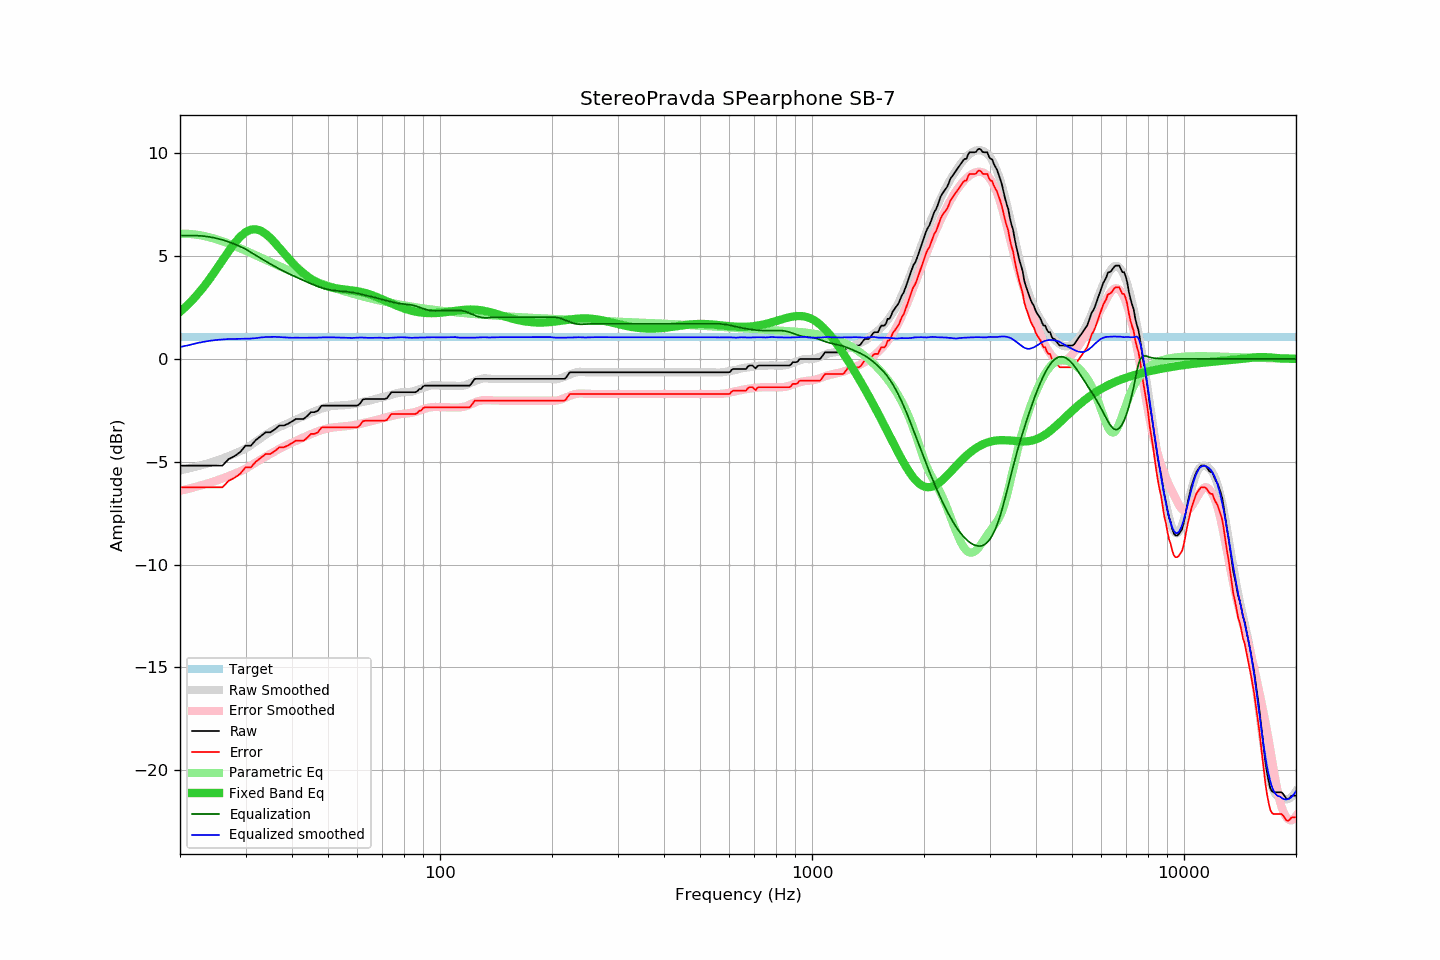 StereoPravda SPearphone SB-7
10
5
0
−5
−10
−15
−20
Amplitude (dBr)
Target
Raw Smoothed
Error Smoothed
Raw
Error
Parametric Eq
Fixed Band Eq
Equalization
Equalized smoothed
100
1000
10000
Frequency (Hz)